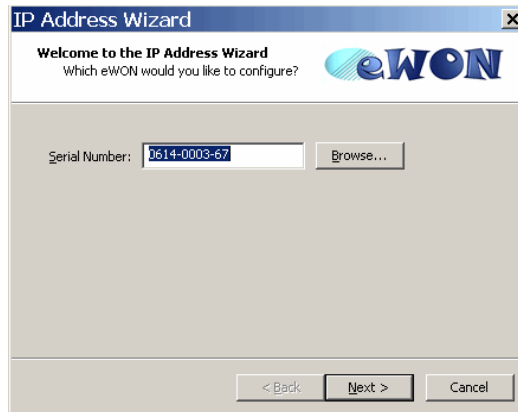 IP Address Wizard
Welcome to the IP Address Wizard
Which eWON would you like to configure?
eWON
Serial Number: 0614-0003-67 Browse...
< Back Next > Cancel